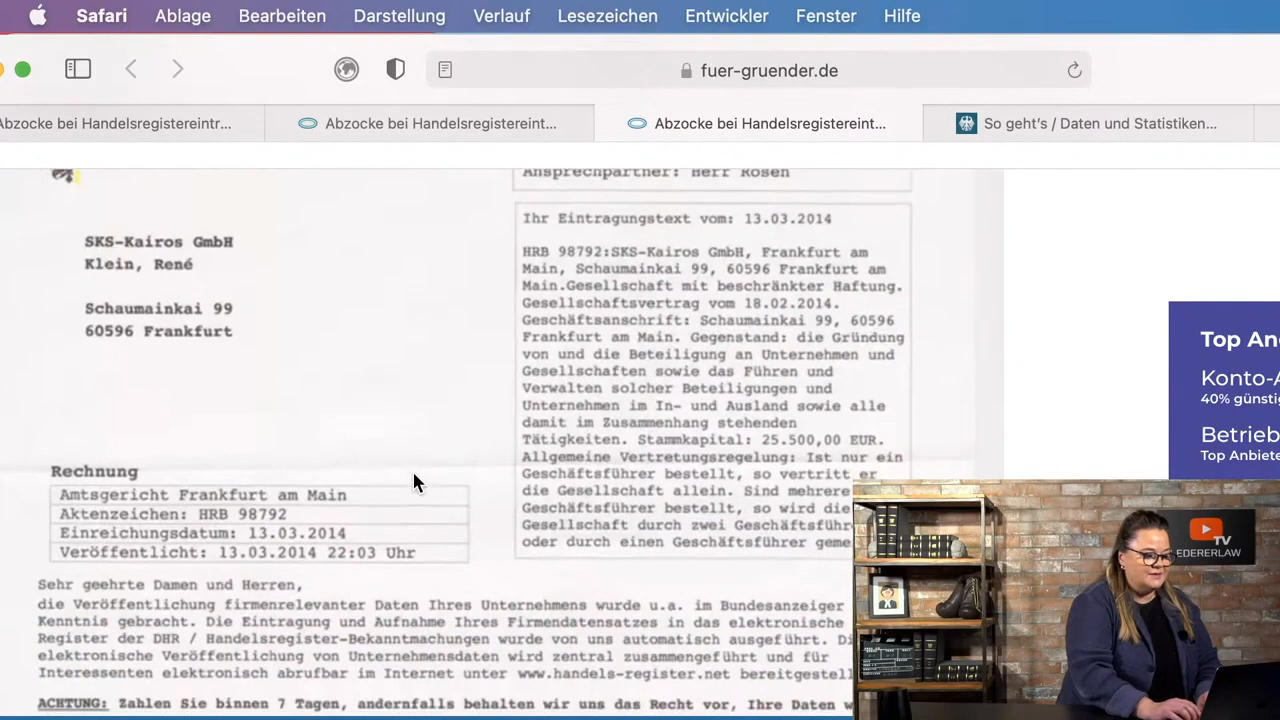 Safari Ablage Bearbeiten Darstellung Verlauf Lesezeichen Entwickler Fenster Hilfe
fuer-gruender.de
Abzocke bei Handelsregistereintr... Abzocke bei Handelsregistereint... Abzocke bei Handelsregistereint... So geht's / Daten und Statistiken...
Ansprechpartner: Herr Rosen
SKS-Kairos GmbH
Klein, René
Schaumainkai 99
60596 Frankfurt
Ihr Eintragungstext vom: 13.03.2014
HRB 98792:SKS-Kairos GmbH, Frankfurt am
Main, Schaumainkai 99, 60596 Frankfurt am
Main.Gesellschaft mit beschränkter Haftung.
Gesellschaftsvertrag vom 18.02.2014.
Geschäftsanschrift: Schaumainkai 99, 60596
Frankfurt am Main. Gegenstand: die Gründung
von und die Beteiligung an Unternehmen und
Gesellschaften sowie das Führen und
Verwalten solcher Beteiligungen und
Unternehmen im In- und Ausland sowie alle
damit im Zusammenhang stehenden
Tätigkeiten. Stammkapital: 25.500,00 EUR.
Allgemeine Vertretungsregelung: Ist nur ein
Geschäftsführer bestellt, so vertritt er
die Gesellschaft allein. Sind mehrere
Geschäftsführer bestellt, so wird die
Gesellschaft durch zwei Geschäftsführ
oder durch einen Geschäftsführer geme
Rechnung
Amtsgericht Frankfurt am Main
Aktenzeichen: HRB 98792
Einreichungsdatum: 13.03.2014
Veröffentlicht: 13.03.2014 22:03 Uhr
Sehr geehrte Damen und Herren,
die Veröffentlichung firmenrelevanter Daten Ihres Unternehmens wurde u.a. im Bundesanzeiger
Kenntnis gebracht. Die Eintragung und Aufnahme Ihres Firmendatensatzes in das elektronische
Register der DHR / Handelsregister-Bekanntmachungen wurde von uns automatisch ausgeführt. Di
elektronische Veröffentlichung von Unternehmensdaten wird zentral zusammengeführt und für
Interessenten elektronisch abrufbar im Internet unter www.handels-register.net bereitgestell
ACHTUNG: Zahlen Sie binnen 7 Tagen, andernfalls behalten wir uns das Recht vor, Ihre Daten w
Top An
Konto-A
40% günstig
Betrieb
Top Anbiete
TV
EDERERLAW